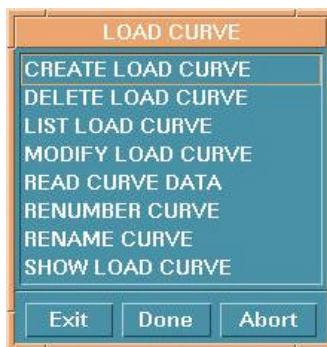 LOAD CURVE
CREATE LOAD CURVE
DELETE LOAD CURVE
LIST LOAD CURVE
MODIFY LOAD CURVE
READ CURVE DATA
RENUMBER CURVE
RENAME CURVE
SHOW LOAD CURVE
Exit Done Abort